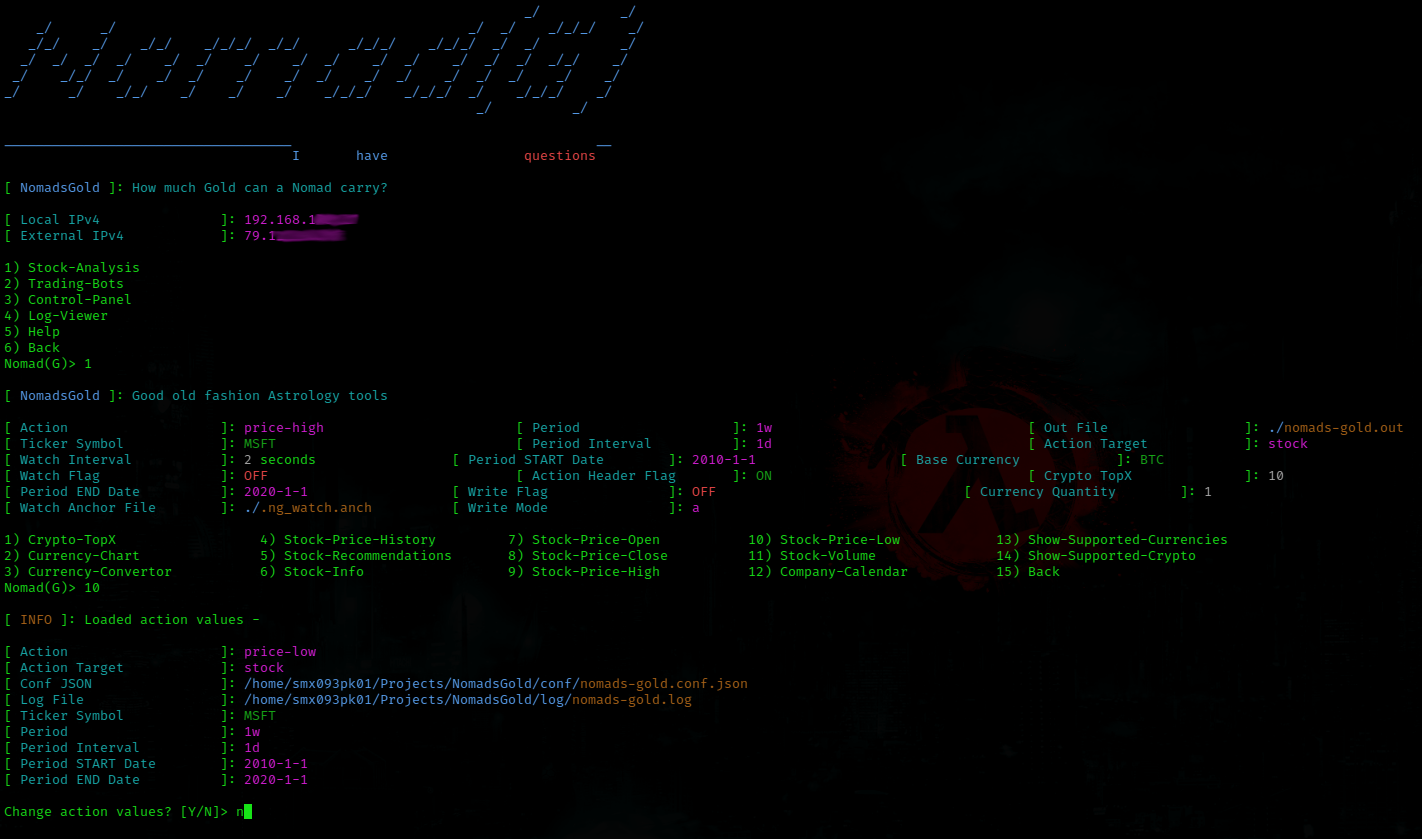 Nomad(G)
I have questions
[ NomadsGold ]: How much Gold can a Nomad carry?
[ Local IPv4 ]: 192.168.1
[ External IPv4 ]: 79.1
1) Stock-Analysis
2) Trading-Bots
3) Control-Panel
4) Log-Viewer
5) Help
6) Back
Nomad(G)> 1
[ NomadsGold ]: Good old fashion Astrology tools
[ Action ]: price-high [ Period ]: 1w [ Out File ]: ./nomads-gold.out
[ Ticker Symbol ]: MSFT [ Period Interval ]: 1d [ Action Target ]: stock
[ Watch Interval ]: 2 seconds [ Period START Date ]: 2010-1-1 [ Base Currency ]: BTC
[ Watch Flag ]: OFF [ Action Header Flag ]: ON [ Crypto TopX ]: 10
[ Period END Date ]: 2020-1-1 [ Write Flag ]: OFF [ Currency Quantity ]: 1
[ Watch Anchor File ]: ./.ng_watch.anch [ Write Mode ]: a
1) Crypto-TopX 4) Stock-Price-History 7) Stock-Price-Open 10) Stock-Price-Low 13) Show-Supported-Currencies
2) Currency-Chart 5) Stock-Recommendations 8) Stock-Price-Close 11) Stock-Volume 14) Show-Supported-Crypto
3) Currency-Convertor 6) Stock-Info 9) Stock-Price-High 12) Company-Calendar 15) Back
Nomad(G)> 10
[ INFO ]: Loaded action values -
[ Action ]: price-low
[ Action Target ]: stock
[ Conf JSON ]: /home/smx093pk01/Projects/NomadsGold/conf/nomads-gold.conf.json
[ Log File ]: /home/smx093pk01/Projects/NomadsGold/log/nomads-gold.log
[ Ticker Symbol ]: MSFT
[ Period ]: 1w
[ Period Interval ]: 1d
[ Period START Date ]: 2010-1-1
[ Period END Date ]: 2020-1-1
Change action values? [Y/N]> n